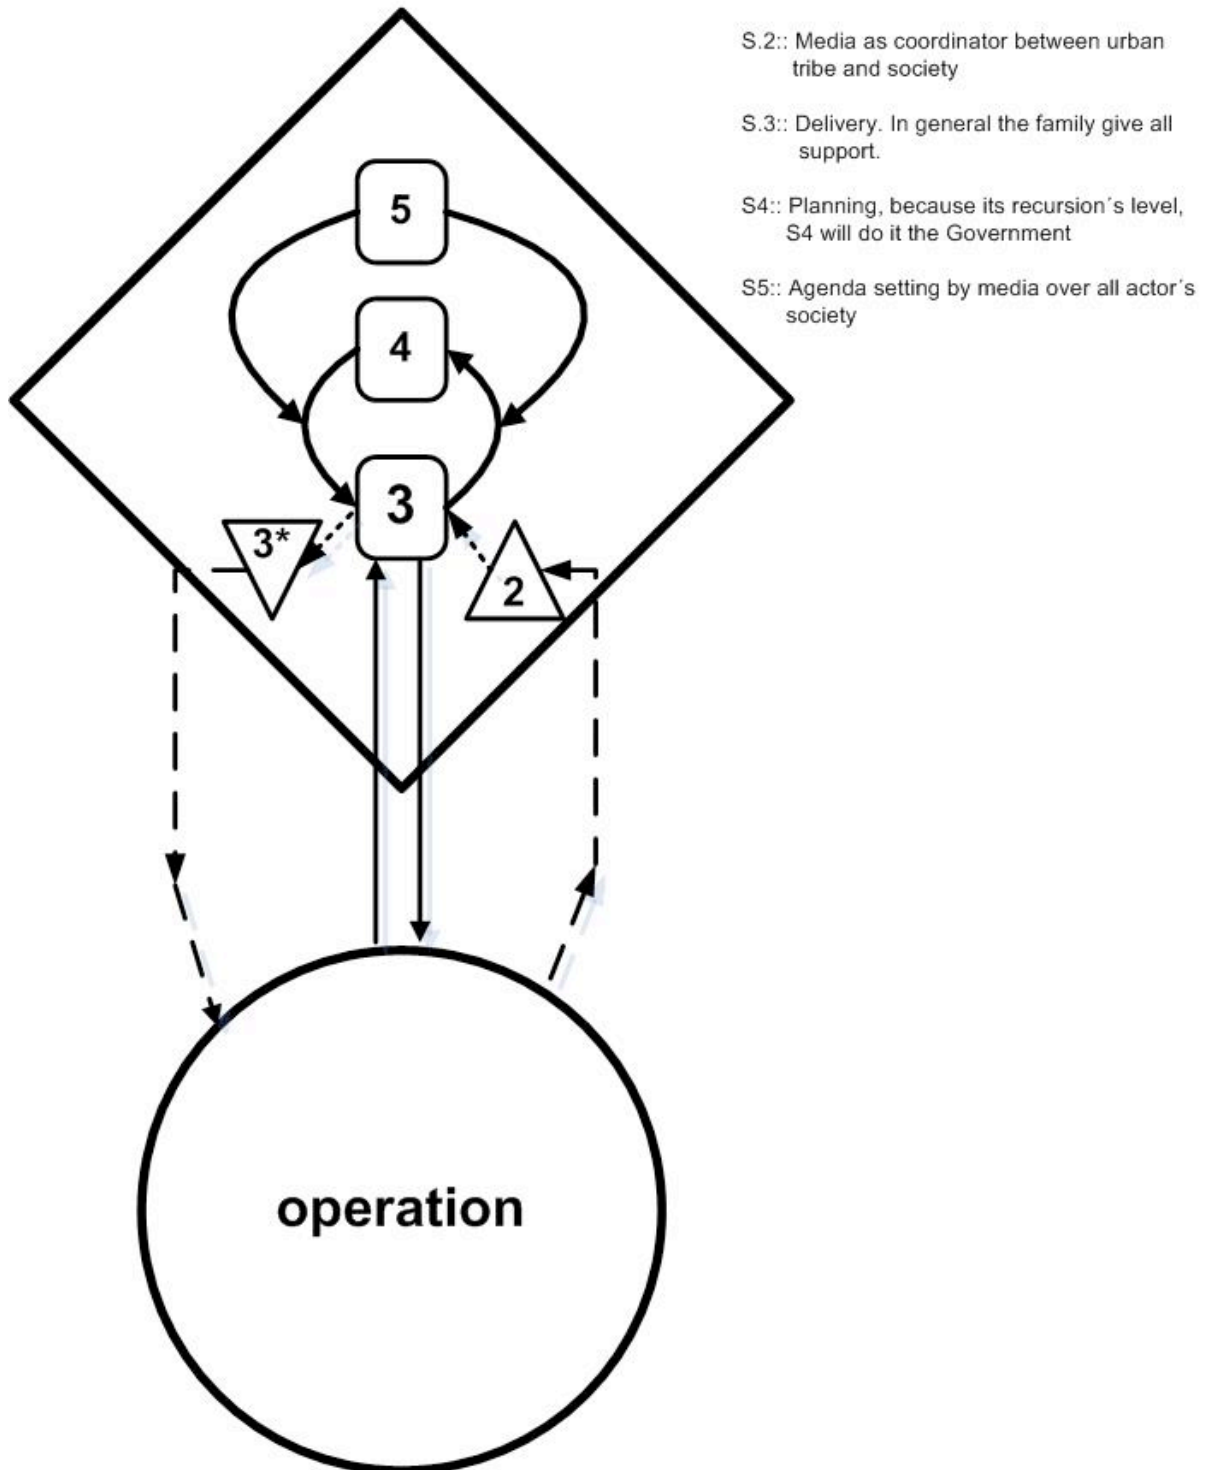 S.2:: Media as coordinator between urban
tribe and society
S.3:: Delivery. In general the family give all
support.
S4:: Planning, because its recursion´s level,
S4 will do it the Government
S5:: Agenda setting by media over all actor´s
society
5
4
3
3*
2
operation